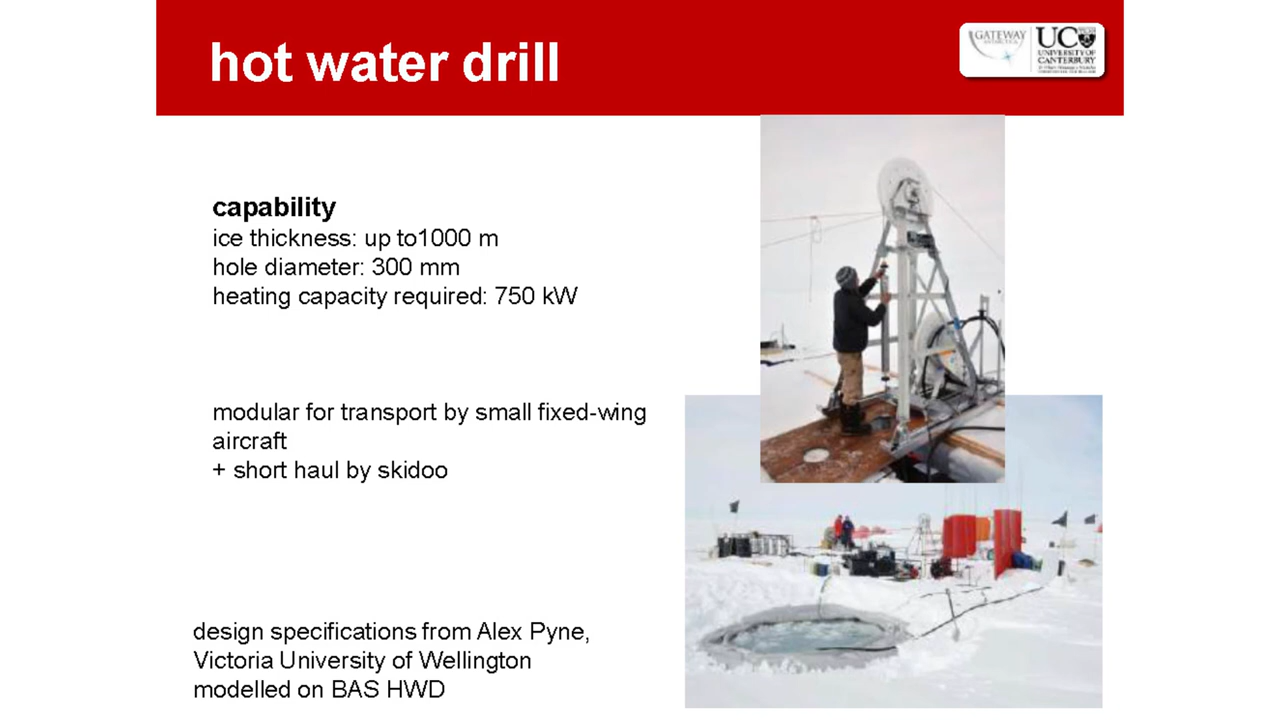 hot water drill
GATEWAY
ANTARCTICA
UC
UNIVERSITY OF
CANTERBURY
capability
ice thickness: up to1000 m
hole diameter: 300 mm
heating capacity required: 750 kW
modular for transport by small fixed-wing
aircraft
+ short haul by skidoo
design specifications from Alex Pyne,
Victoria University of Wellington
modelled on BAS HWD